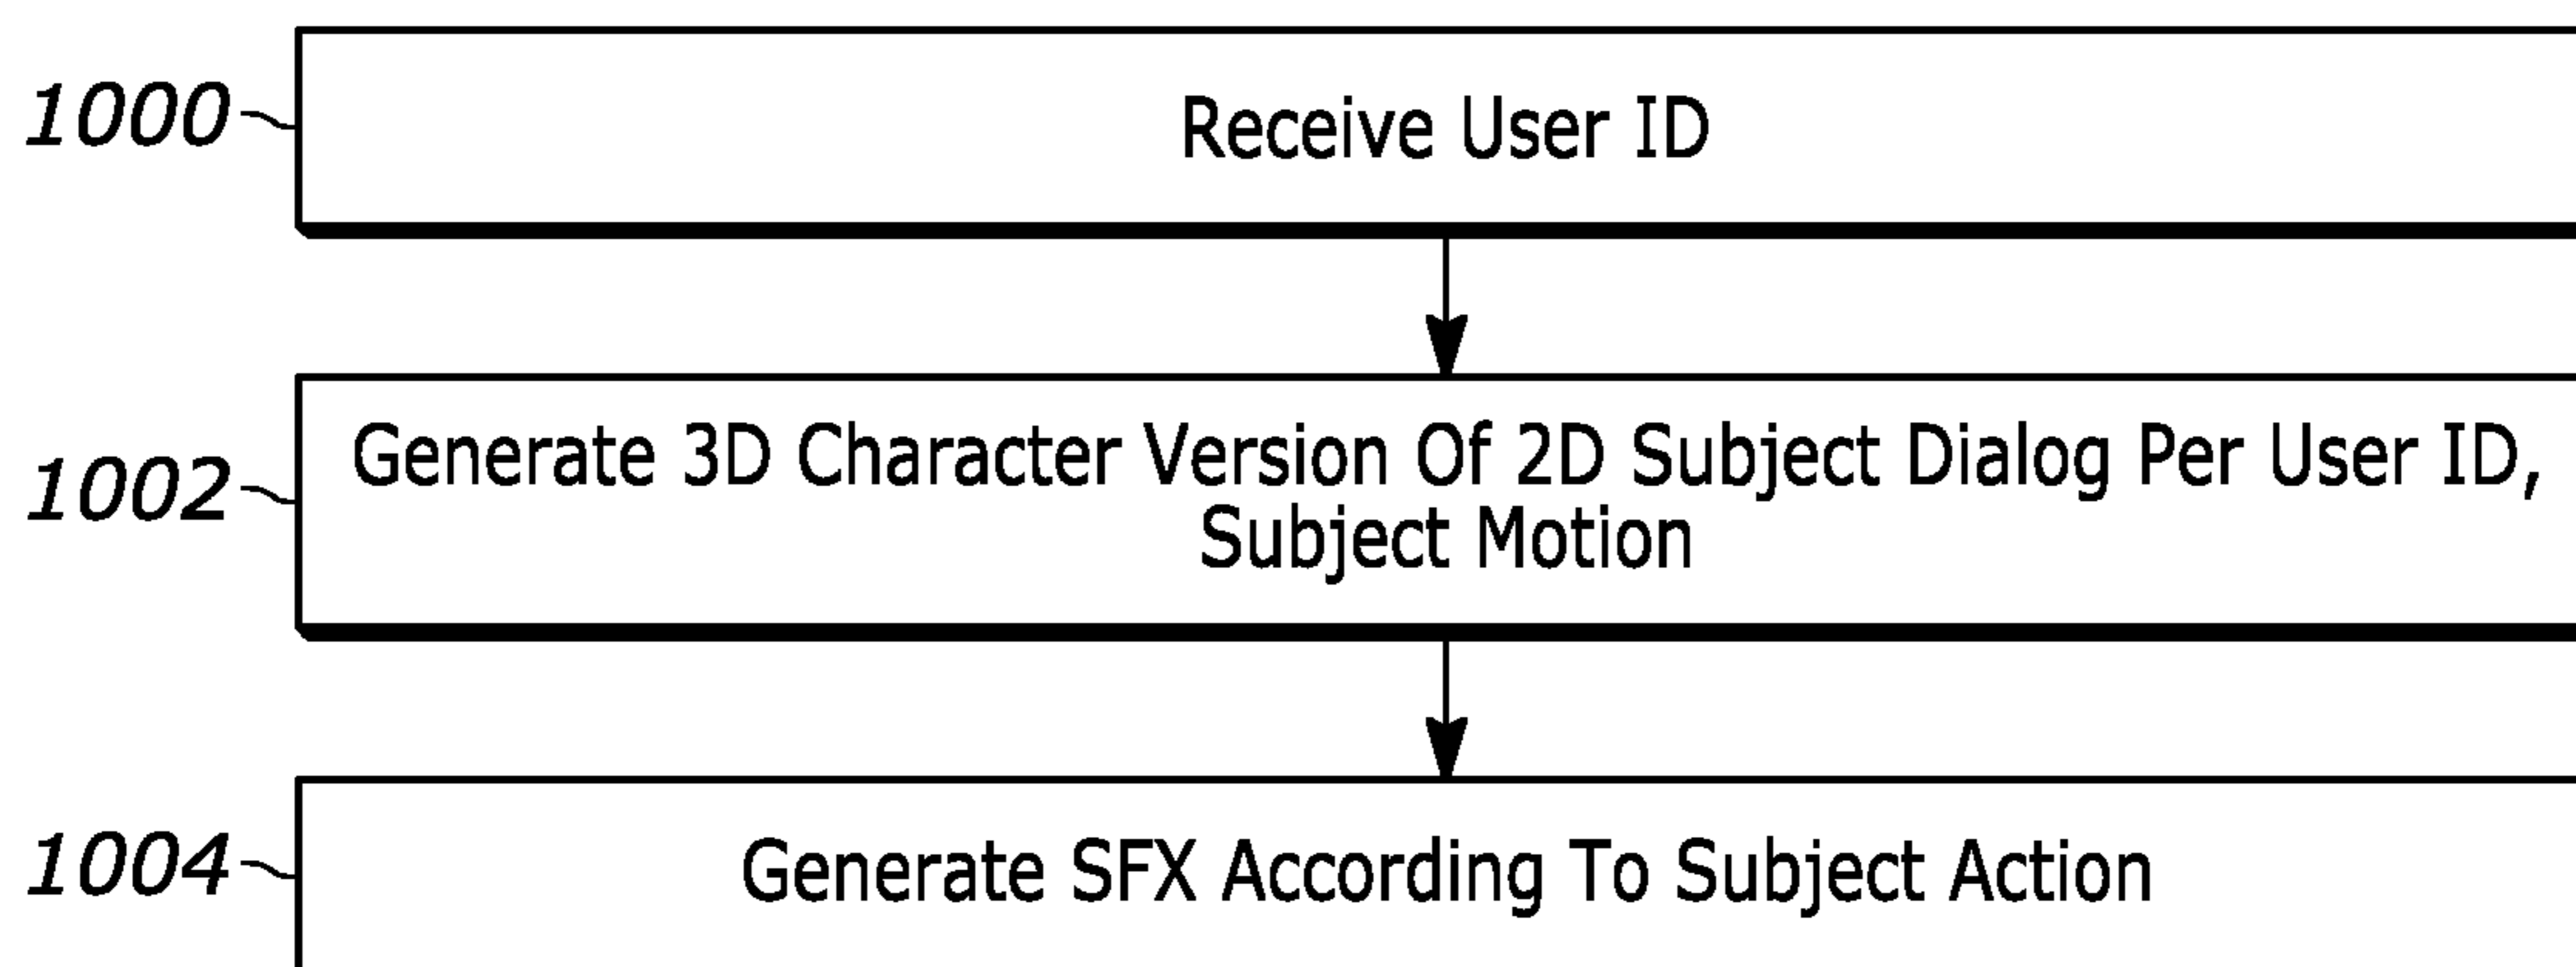 1000
Receive User ID
1002
Generate 3D Character Version Of 2D Subject Dialog Per User ID,
Subject Motion
1004
Generate SFX According To Subject Action